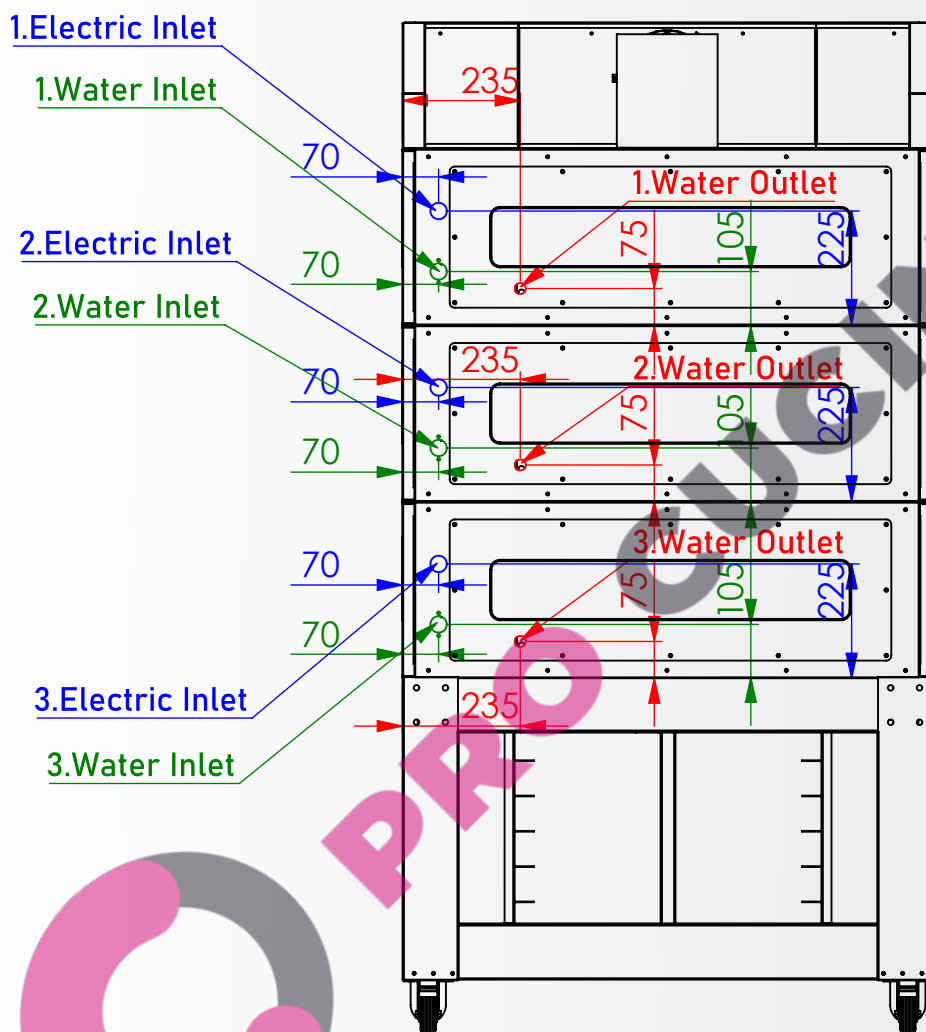 1.Electric Inlet
1.Water Inlet
235
70
1.Water Outlet
75
105
225
2.Electric Inlet
70
2.Water Inlet
235
2.Water Outlet
70
75
105
225
70
3.Water Outlet
70
75
105
225
70
3.Electric Inlet
235
3.Water Inlet
PRO CUCIN